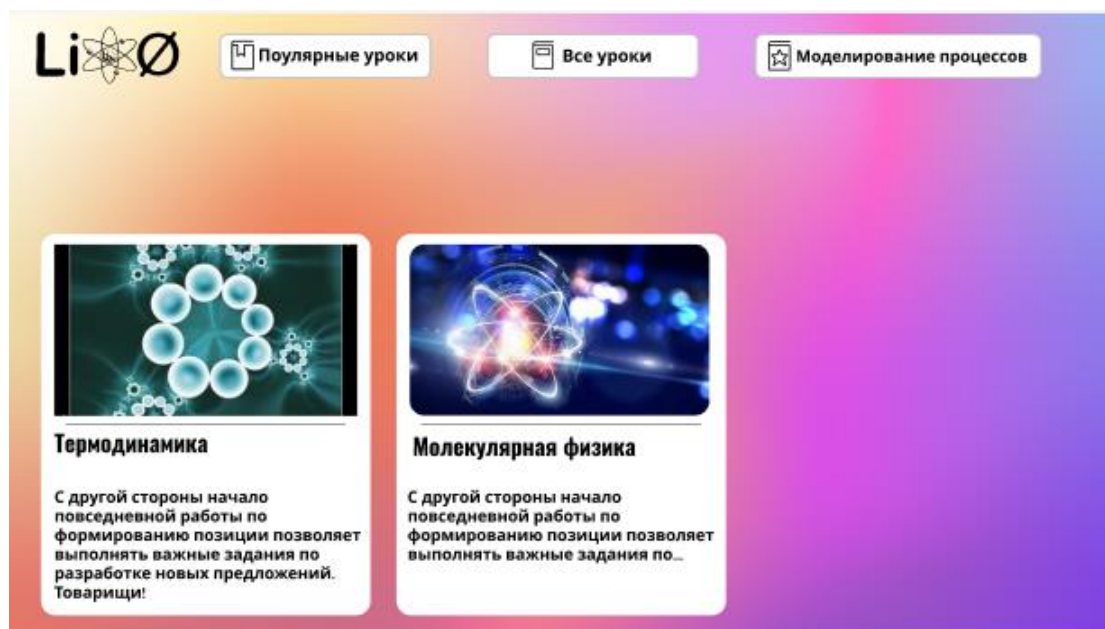 Li Ø
Поулярные уроки
Все уроки
Моделирование процессов
Термодинамика
С другой стороны начало
повседневной работы по
формированию позиции позволяет
выполнять важные задания по
разработке новых предложений.
Товарищи!
Молекулярная физика
С другой стороны начало
повседневной работы по
формированию позиции позволяет
выполнять важные задания по...